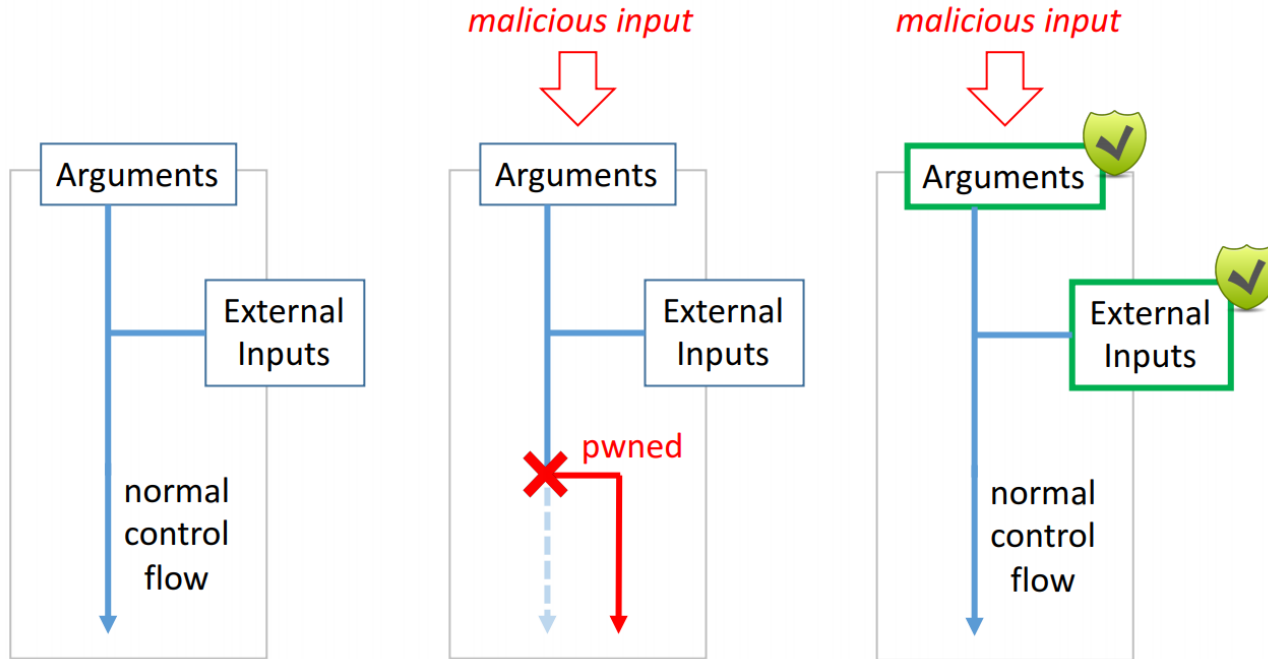 malicious input
malicious input
Arguments
Arguments
Arguments
External
Inputs
External
Inputs
External
Inputs
pwned
normal
control
flow
normal
control
flow